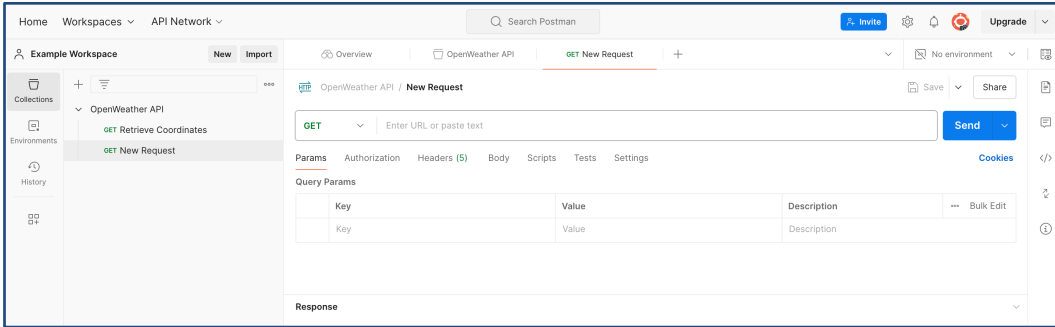 Home Workspaces API Network Search Postman Invite Upgrade
Example Workspace New Import Overview OpenWeather API GET New Request No environment
Collections
Environments
History
OpenWeather API
GET Retrieve Coordinates
GET New Request
HTTP OpenWeather API / New Request Save Share
GET Enter URL or paste text Send
Params Authorization Headers (5) Body Scripts Tests Settings Cookies
Query Params
Key Value Description Bulk Edit
Key Value Description
Response